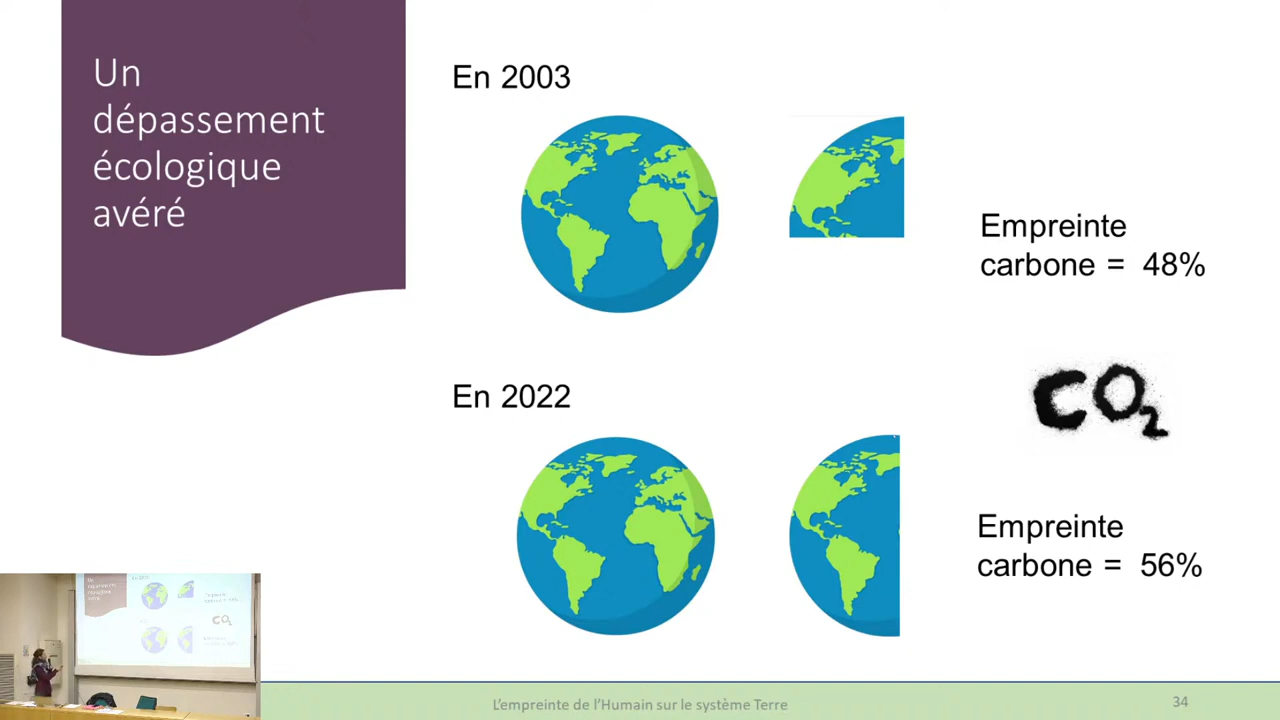 Un
dépassement
écologique
avéré
En 2003
Empreinte
carbone = 48%
CO₂
En 2022
Empreinte
carbone = 56%
L'empreinte de l'Humain sur le système Terre
34